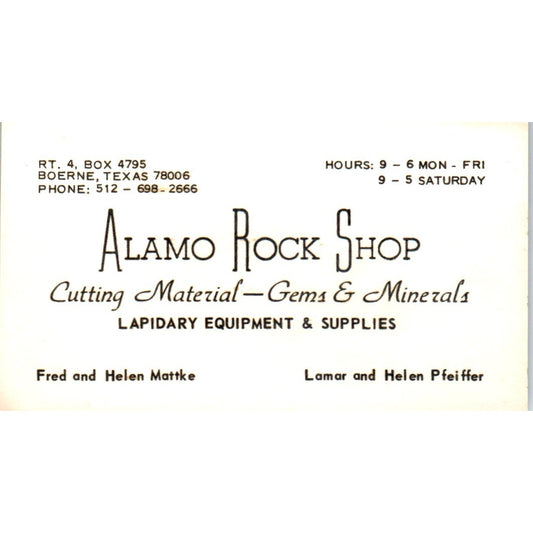 RT. 4, BOX 4795
BOERNE, TEXAS 78006
PHONE: 512 – 698-2666
HOURS: 9 – 6 MON - FRI
9 – 5 SATURDAY
ALAMO ROCK SHOP
Cutting Material — Gems & Minerals
LAPIDARY EQUIPMENT & SUPPLIES
Fred and Helen Mattke
Lamar and Helen Pfeiffer